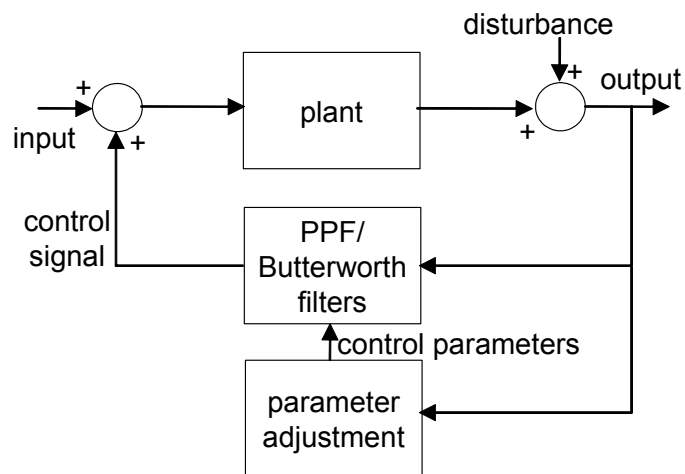 disturbance
+
output
+
plant
input
+
+
control
signal
PPF/
Butterworth
filters
control parameters
parameter
adjustment